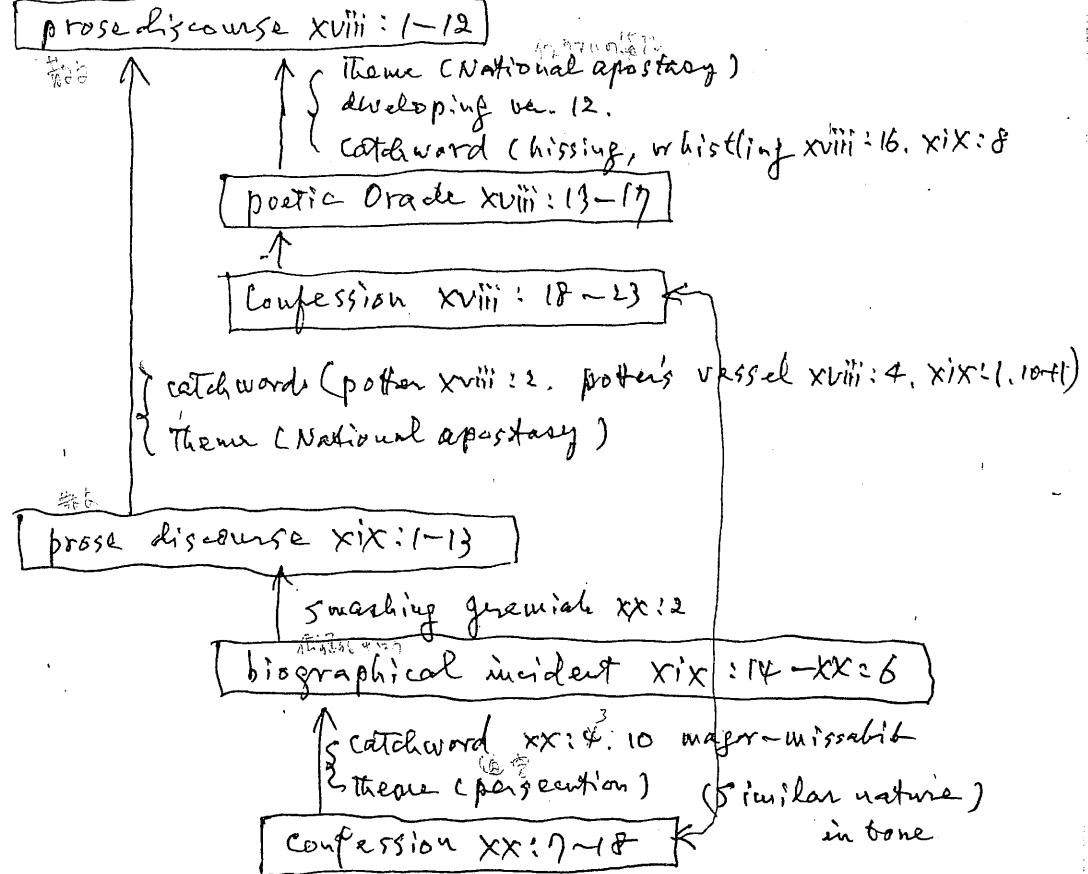 prose discourse xviii : 1-12
Theme (National apostasy)
developing ver. 12.
catchword (hissing, whistling xviii : 16. xix : 8
poetic Oracle xviii : 13-17
Confession xviii : 18~23
catchwords (potter xviii : 2. potter's vessel xviii : 4, xix : 1. 10+11)
Theme (National apostasy)
prose discourse xix : 1-13
smashing Jeremiah xx : 2
biographical incident xix : 14 - xx : 6
catchword xx : 3. 10 magor-missabib
theme (persecution)
(Similar nature)
in tone
confession xx : 7~18